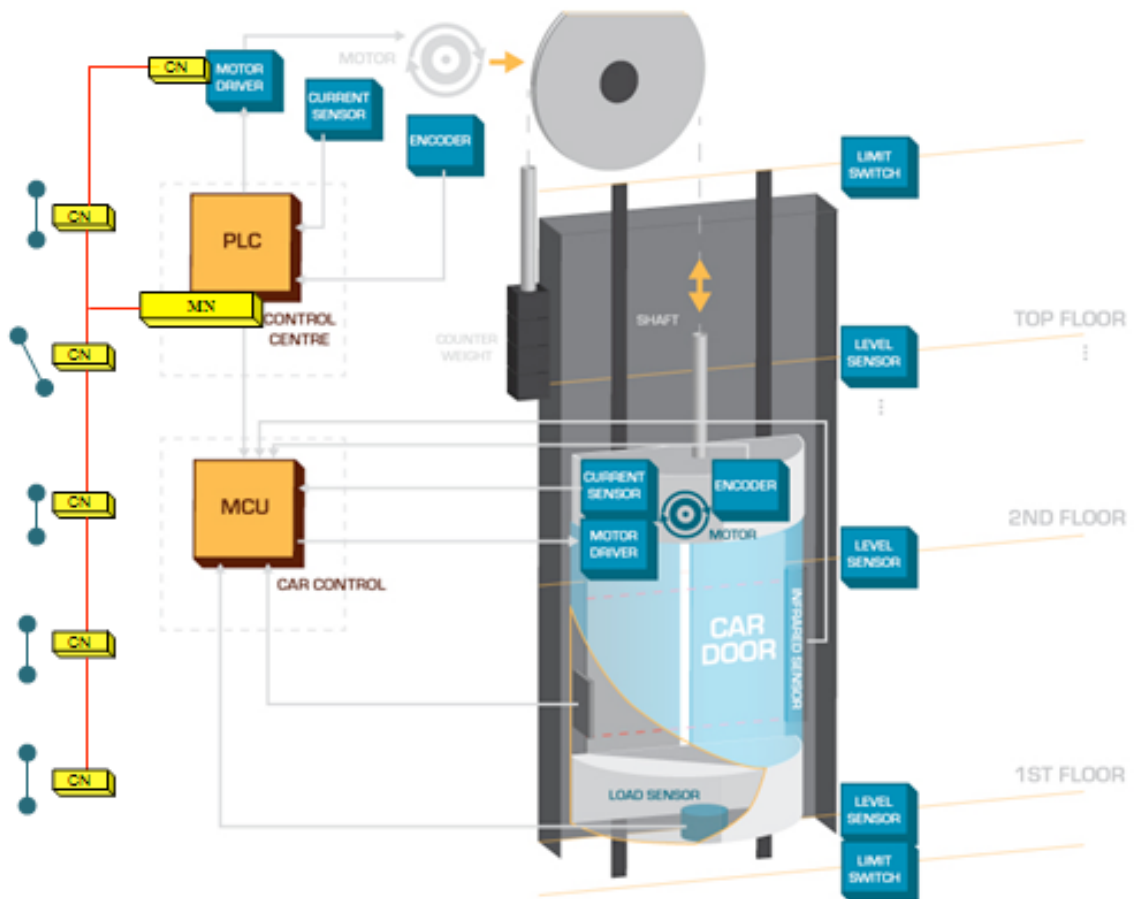 CN
MOTOR
DRIVER
MOTOR
CURRENT
SENSOR
ENCODER
LIMIT
SWITCH
CN
PLC
MN
CONTROL
CENTRE
COUNTER
WEIGHT
SHAFT
TOP FLOOR
LEVEL
SENSOR
CN
MCU
CAR CONTROL
CURRENT
SENSOR
ENCODER
MOTOR
DRIVER
MOTOR
2ND FLOOR
LEVEL
SENSOR
CN
CAR
DOOR
INFRARED SENSOR
CN
1ST FLOOR
LOAD SENSOR
LEVEL
SENSOR
LIMIT
SWITCH
CN